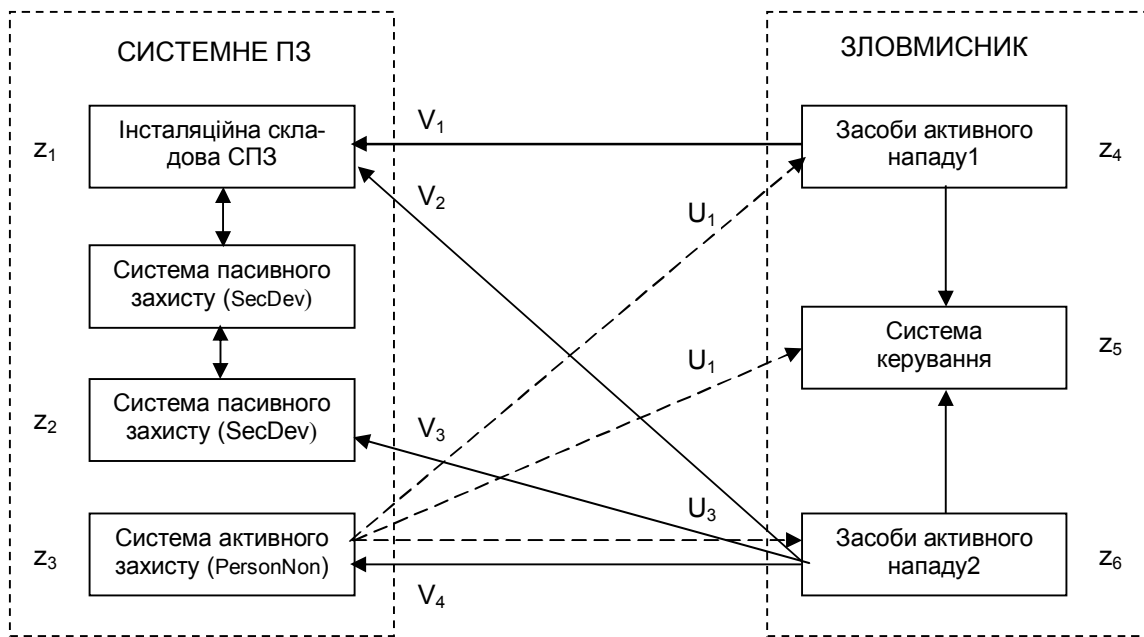 СИСТЕМНЕ ПЗ
ЗЛОВМИСНИК
z1
Інсталяційна скла-
дова СПЗ
V1
Засоби активного
нападу1
z4
V2
U1
Система пасивного
захисту (SecDev)
Система
керування
z5
U1
z2
Система пасивного
захисту (SecDev)
V3
U3
z3
Система активного
захисту (PersonNon)
Засоби активного
нападу2
z6
V4